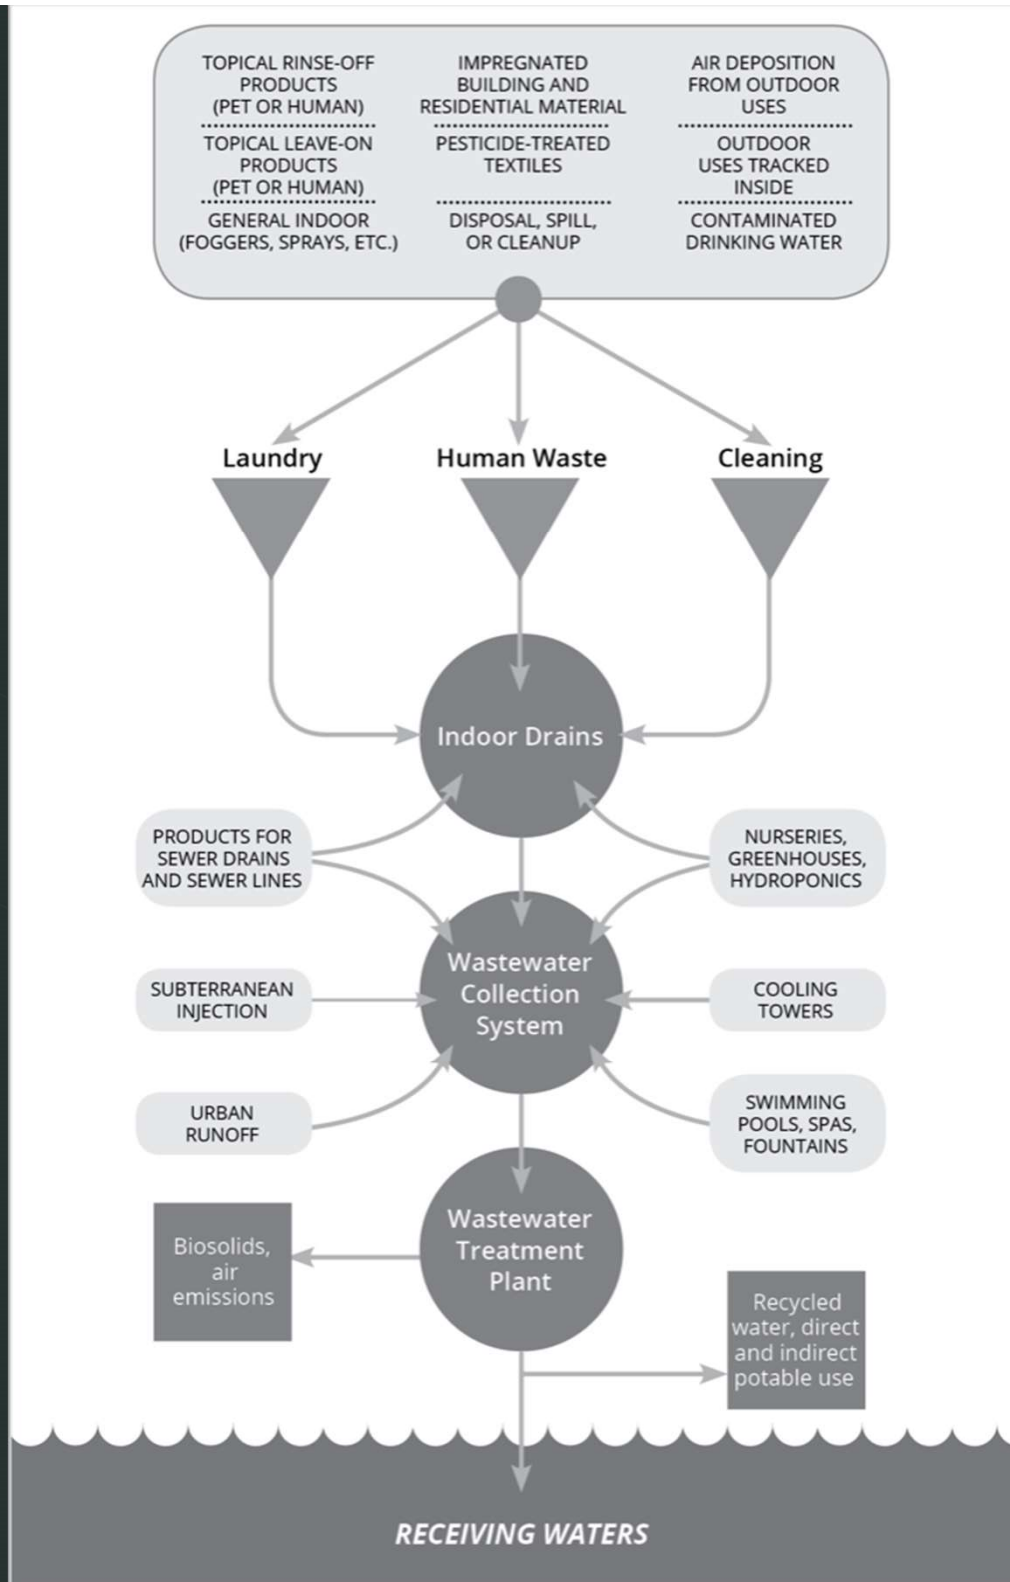 TOPICAL RINSE-OFF
PRODUCTS
(PET OR HUMAN)
TOPICAL LEAVE-ON
PRODUCTS
(PET OR HUMAN)
GENERAL INDOOR
(FOGGERS, SPRAYS, ETC.)
IMPREGNATED
BUILDING AND
RESIDENTIAL MATERIAL
PESTICIDE-TREATED
TEXTILES
DISPOSAL, SPILL,
OR CLEANUP
AIR DEPOSITION
FROM OUTDOOR
USES
OUTDOOR
USES TRACKED
INSIDE
CONTAMINATED
DRINKING WATER
Laundry
Human Waste
Cleaning
Indoor Drains
PRODUCTS FOR
SEWER DRAINS
AND SEWER LINES
NURSERIES,
GREENHOUSES,
HYDROPONICS
Wastewater
Collection
System
SUBTERRANEAN
INJECTION
COOLING
TOWERS
URBAN
RUNOFF
SWIMMING
POOLS, SPAS,
FOUNTAINS
Wastewater
Treatment
Plant
Biosolids,
air
emissions
Recycled
water, direct
and indirect
potable use
RECEIVING WATERS